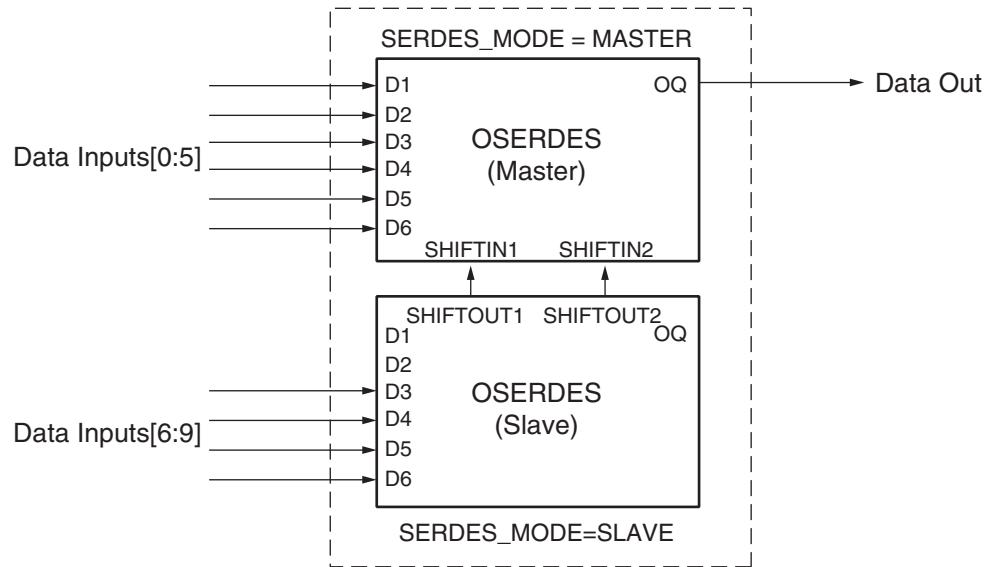 SERDES_MODE = MASTER
D1
OQ
Data Out
D2
D3
OSERDES
Data Inputs[0:5]
D4
(Master)
D5
D6
SHIFTIN1 SHIFTIN2
SHIFTOUT1 SHIFTOUT2
D1
OQ
D2
D3
OSERDES
D4
(Slave)
Data Inputs[6:9]
D5
D6
SERDES_MODE=SLAVE